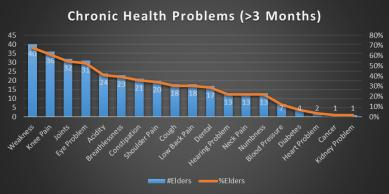 Chronic Health Problems (>3 Months)
45
40
35
30
25
20
15
10
5
0
80%
70%
60%
50%
40%
30%
20%
10%
0%
40
36
32
31
24
23
21
20
18
18
17
13
13
13
7
4
2
1
1
Weakness
Knee Pain
Joints
Eye Problem
Acidity
Breathlessness
Constipation
Shoulder Pain
Cough
Low Back Pain
Dental
Hearing Problem
Neck Pain
Numbness
Blood Pressure
Diabetes
Heart Problem
Cancer
Kidney Problem
#Elders
%Elders